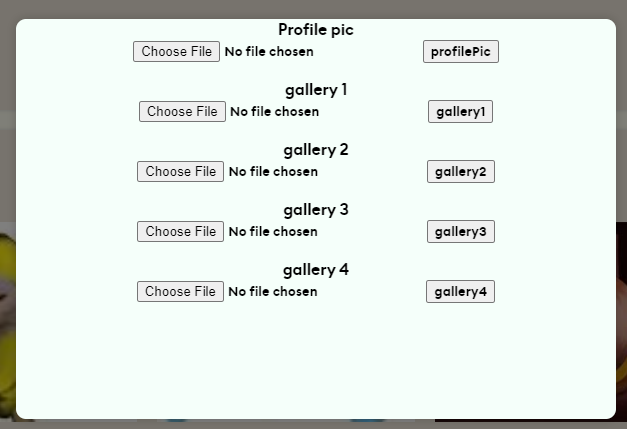 Profile pic
Choose File No file chosen profilePic
gallery 1
Choose File No file chosen gallery1
gallery 2
Choose File No file chosen gallery2
gallery 3
Choose File No file chosen gallery3
gallery 4
Choose File No file chosen gallery4